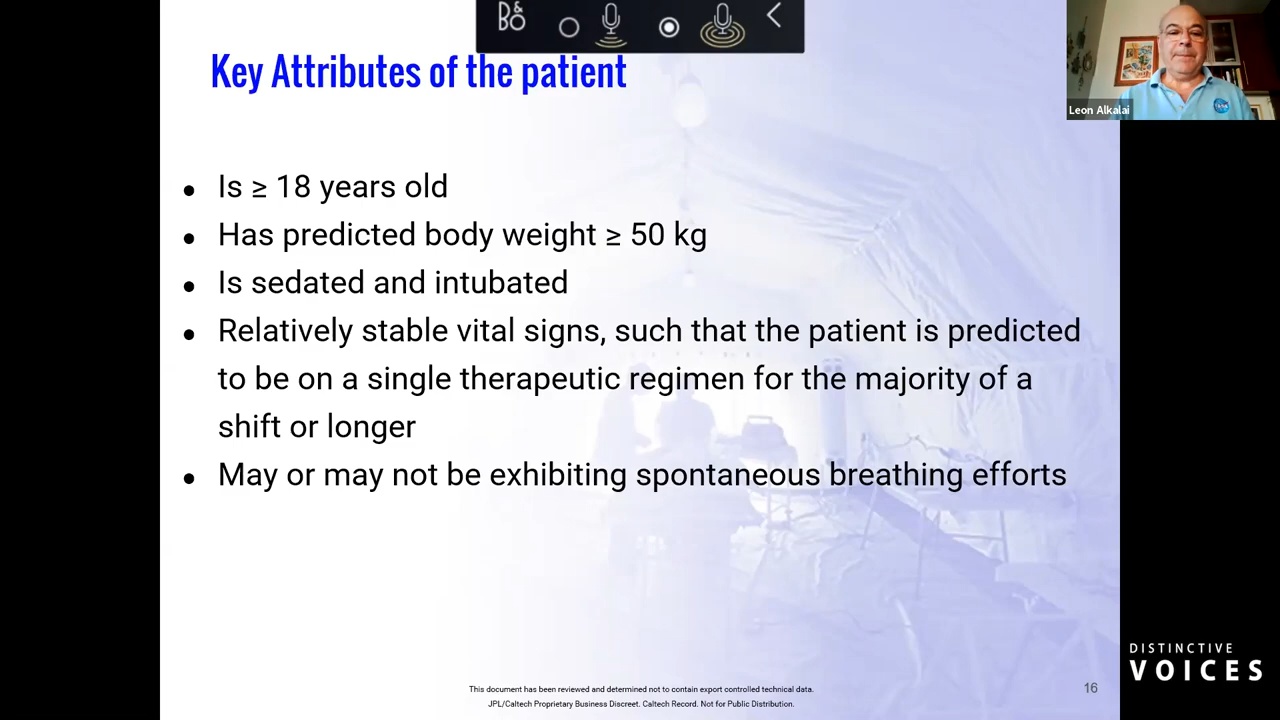 B&
BO
Key Attributes of the patient
Leon Alkalai
● Is ≥ 18 years old
● Has predicted body weight ≥ 50 kg
● Is sedated and intubated
● Relatively stable vital signs, such that the patient is predicted
to be on a single therapeutic regimen for the majority of a
shift or longer
● May or may not be exhibiting spontaneous breathing efforts
DISTINCTIVE
VOICES
This document has been reviewed and determined not to contain export controlled technical data.
16
JPL/Caltech Proprietary Business Discreet. Caltech Record. Not for Public Distribution.